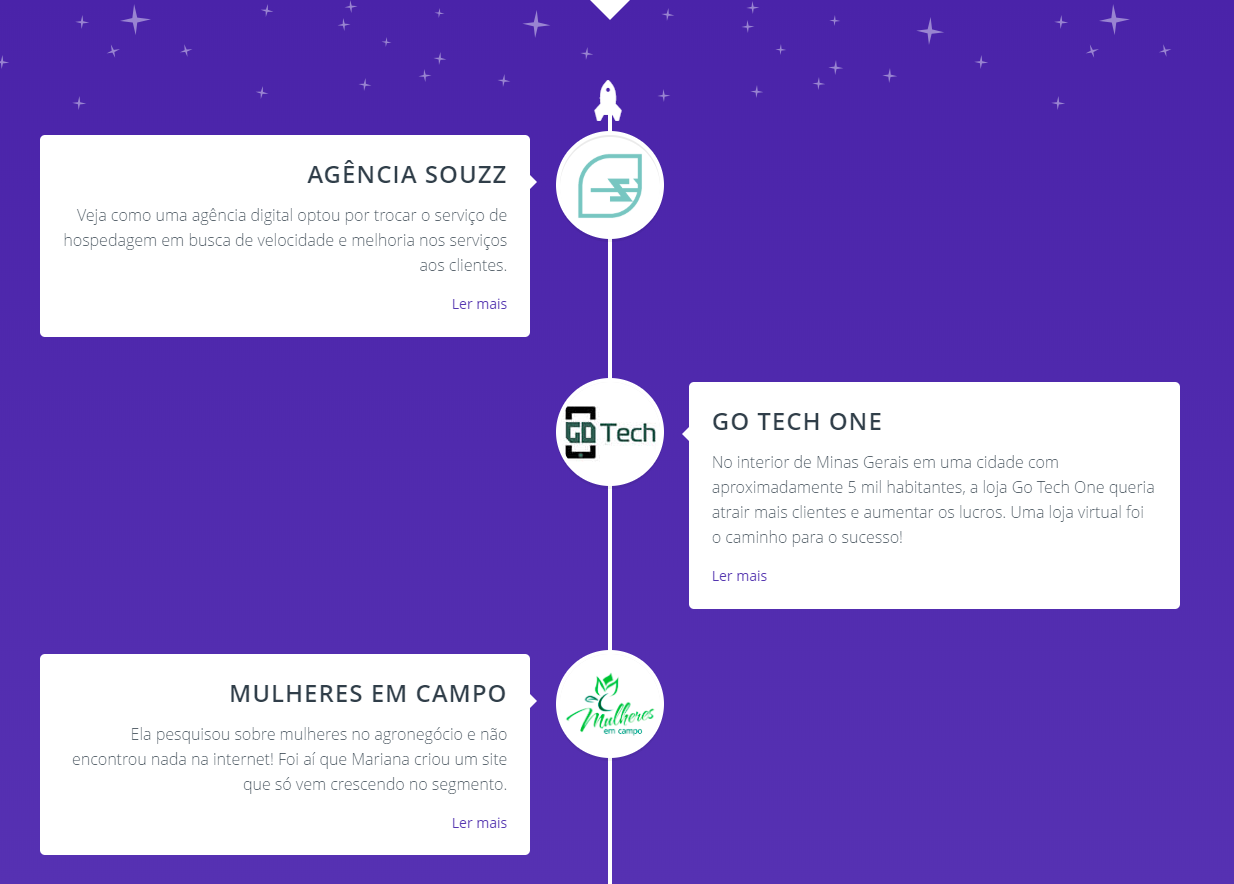 AGÊNCIA SOUZZ
Veja como uma agência digital optou por trocar o serviço de
hospedagem em busca de velocidade e melhoria nos serviços
aos clientes.
Ler mais
GO Tech
GO TECH ONE
No interior de Minas Gerais em uma cidade com
aproximadamente 5 mil habitantes, a loja Go Tech One queria
atrair mais clientes e aumentar os lucros. Uma loja virtual foi
o caminho para o sucesso!
Ler mais
MULHERES EM CAMPO
Ela pesquisou sobre mulheres no agronegócio e não
encontrou nada na internet! Foi aí que Mariana criou um site
que só vem crescendo no segmento.
Ler mais
Mulheres
em campo